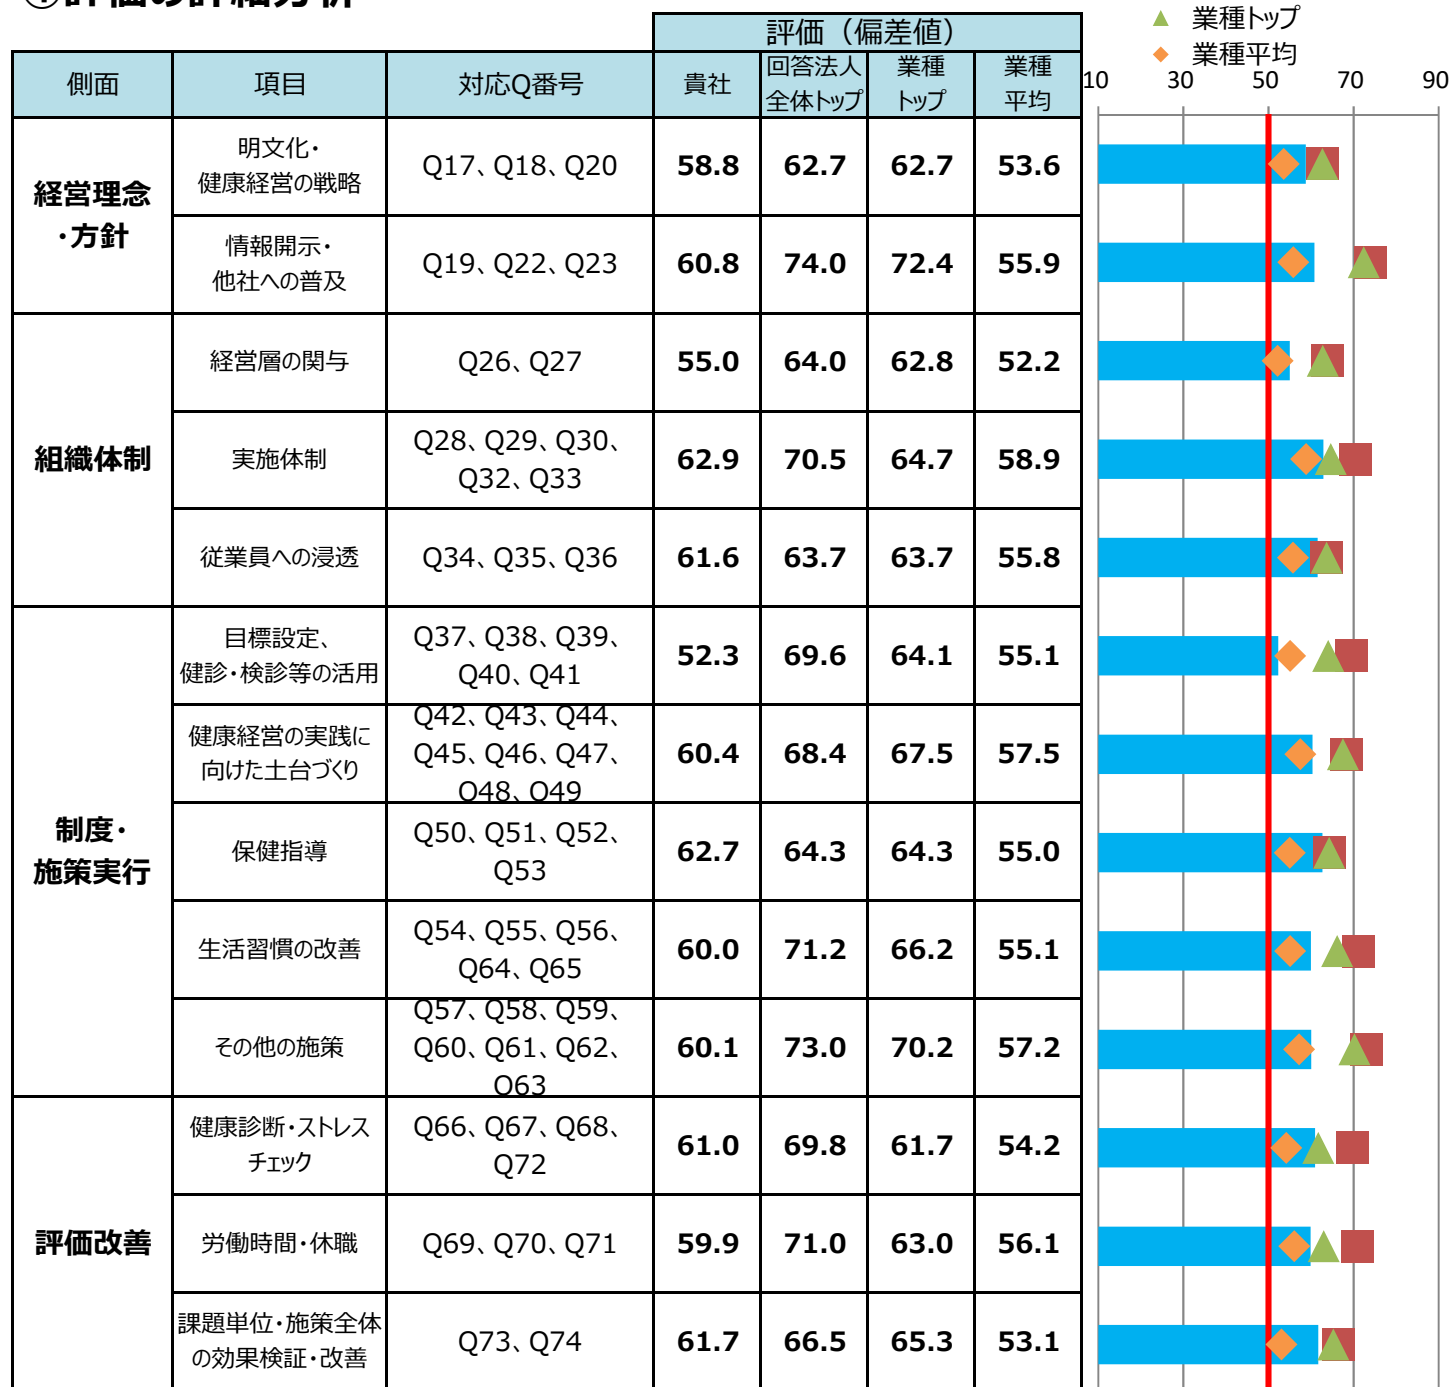 ①評価の詳細分析
▲ 業種トップ
◆ 業種平均
評価（偏差値）
側面 項目 対応Q番号 貴社 回答法人全体トップ 業種トップ 業種平均
10 30 50 70 90
経営理念・方針
明文化・健康経営の戦略 Q17、Q18、Q20 58.8 62.7 62.7 53.6
情報開示・他社への普及 Q19、Q22、Q23 60.8 74.0 72.4 55.9
組織体制
経営層の関与 Q26、Q27 55.0 64.0 62.8 52.2
実施体制 Q28、Q29、Q30、Q32、Q33 62.9 70.5 64.7 58.9
従業員への浸透 Q34、Q35、Q36 61.6 63.7 63.7 55.8
制度・施策実行
目標設定、健診・検診等の活用 Q37、Q38、Q39、Q40、Q41 52.3 69.6 64.1 55.1
健康経営の実践に向けた土台づくり Q42、Q43、Q44、Q45、Q46、Q47、Q48、Q49 60.4 68.4 67.5 57.5
保健指導 Q50、Q51、Q52、Q53 62.7 64.3 64.3 55.0
生活習慣の改善 Q54、Q55、Q56、Q64、Q65 60.0 71.2 66.2 55.1
その他の施策 Q57、Q58、Q59、Q60、Q61、Q62、Q63 60.1 73.0 70.2 57.2
評価改善
健康診断・ストレスチェック Q66、Q67、Q68、Q72 61.0 69.8 61.7 54.2
労働時間・休職 Q69、Q70、Q71 59.9 71.0 63.0 56.1
課題単位・施策全体の効果検証・改善 Q73、Q74 61.7 66.5 65.3 53.1